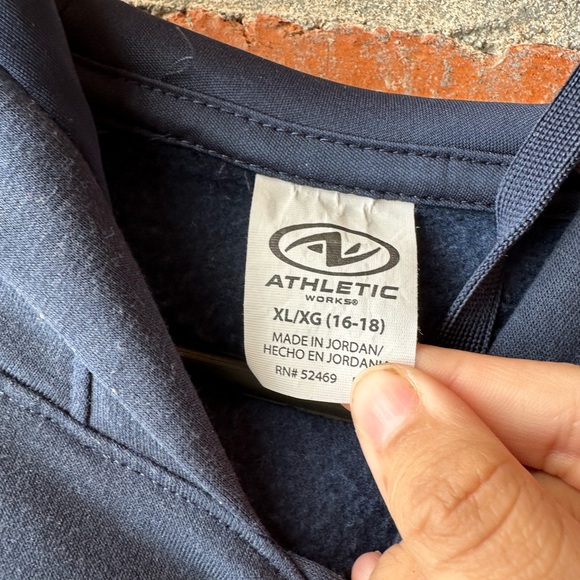 ATHLETIC
WORKS®
XL/XG (16-18)
MADE IN JORDAN/
HECHO EN JORDANIA
RN# 52469